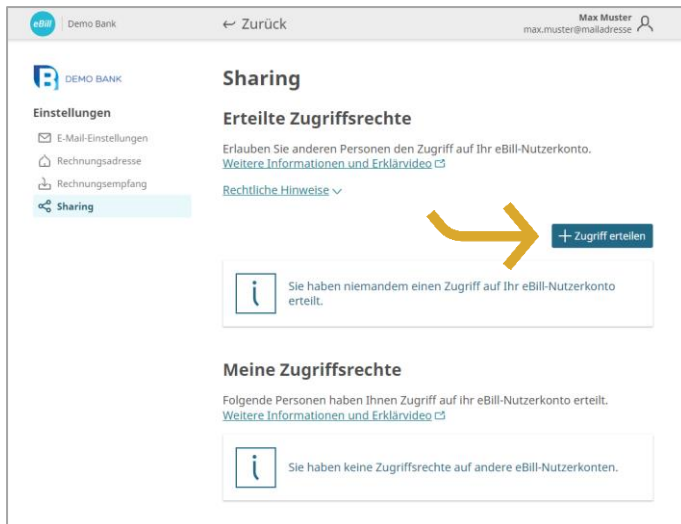 eBill Demo Bank
← Zurück
Max Muster
max.muster@mailadresse
DEMO BANK
Einstellungen
E-Mail-Einstellungen
Rechnungsadresse
Rechnungsempfang
Sharing
Sharing
Erteilte Zugriffsrechte
Erlauben Sie anderen Personen den Zugriff auf Ihr eBill-Nutzerkonto.
Weitere Informationen und Erklärvideo
Rechtliche Hinweise
+ Zugriff erteilen
i
Sie haben niemandem einen Zugriff auf Ihr eBill-Nutzerkonto
erteilt.
Meine Zugriffsrechte
Folgende Personen haben Ihnen Zugriff auf ihr eBill-Nutzerkonto erteilt.
Weitere Informationen und Erklärvideo
i
Sie haben keine Zugriffsrechte auf andere eBill-Nutzerkonten.